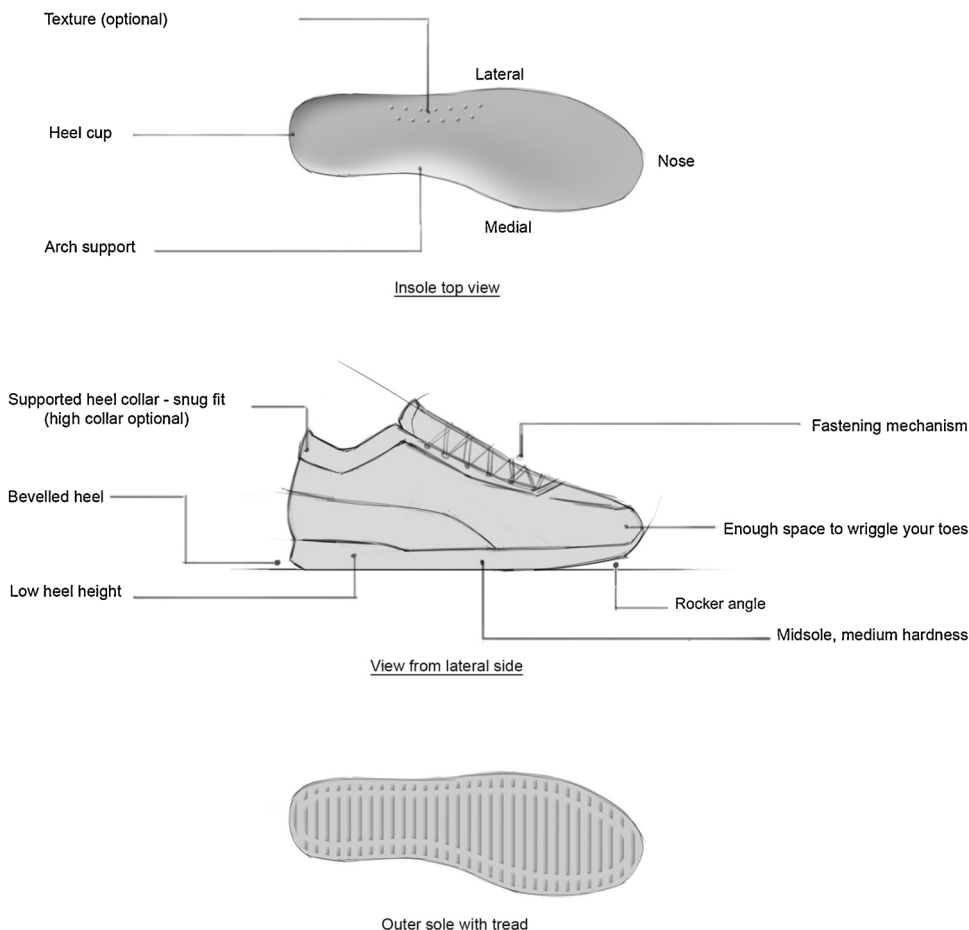 Texture (optional)
Lateral
Heel cup
Nose
Medial
Arch support
Insole top view
Supported heel collar - snug fit
(high collar optional)
Fastening mechanism
Bevelled heel
Enough space to wriggle your toes
Low heel height
Rocker angle
Midsole, medium hardness
View from lateral side
Outer sole with tread